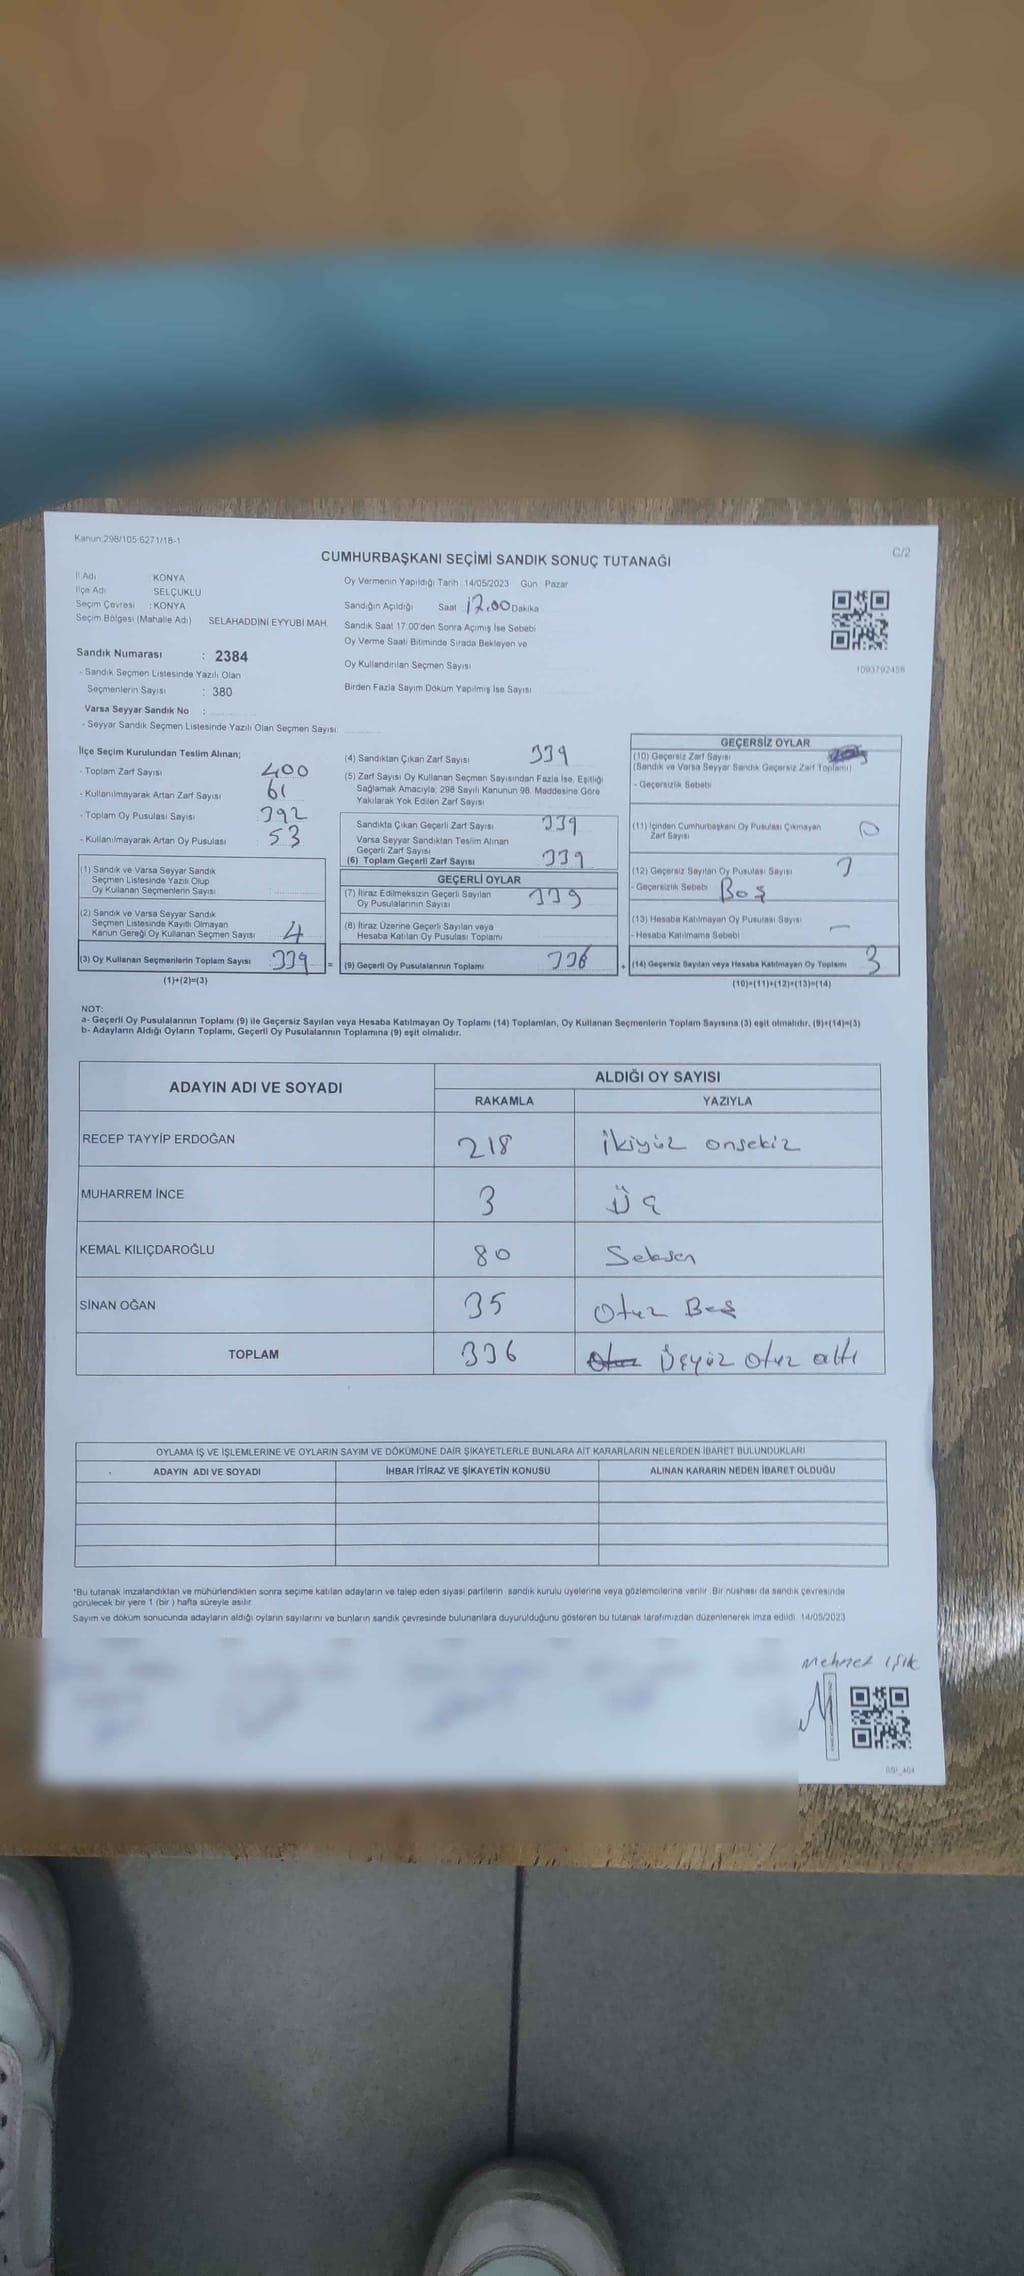 Kanun:298/105 6271/18-1
C/2
CUMHURBAŞKANI SEÇİMİ SANDIK SONUÇ TUTANAĞI
İl Adı KONYA
İlçe Adı SELÇUKLU
Seçim Çevresi : KONYA
Seçim Bölgesi (Mahalle Adı) SELAHADDİNİ EYYUBİ MAH.
Oy Vermenin Yapıldığı Tarih : 14/05/2023 Gün : Pazar
Sandığın Açıldığı Saat 17.00 Dakika
Sandık Saat 17.00'den Sonra Açımış İse Sebebi
Oy Verme Saati Bitiminde Sırada Bekleyen ve
Oy Kullandırılan Seçmen Sayısı
Birden Fazla Sayım Döküm Yapılmış İse Sayısı
1D93792458
Sandık Numarası : 2384
- Sandık Seçmen Listesinde Yazılı Olan
Seçmenlerin Sayısı : 380
Varsa Seyyar Sandık No :
- Seyyar Sandık Seçmen Listesinde Yazılı Olan Seçmen Sayısı:
İlçe Seçim Kurulundan Teslim Alınan;
- Toplam Zarf Sayısı : 400
- Kullanılmayarak Artan Zarf Sayısı : 61
- Toplam Oy Pusulası Sayısı : 392
- Kullanılmayarak Artan Oy Pusulası : 53
(1) Sandık ve Varsa Seyyar Sandık
Seçmen Listesinde Yazılı Olup
Oy Kullanan Seçmenlerin Sayısı
(2) Sandık ve Varsa Seyyar Sandık
Seçmen Listesinde Kayıtlı Olmayan
Kanun Gereği Oy Kullanan Seçmen Sayısı 4
(3) Oy Kullanan Seçmenlerin Toplam Sayısı 339 =
(1)+(2)=(3)
(4) Sandıktan Çıkan Zarf Sayısı 339
(5) Zarf Sayısı Oy Kullanan Seçmen Sayısından Fazla İse, Eşitliği
Sağlamak Amacıyla; 298 Sayılı Kanunun 98. Maddesine Göre
Yakılarak Yok Edilen Zarf Sayısı
Sandıkta Çıkan Geçerli Zarf Sayısı 339
Varsa Seyyar Sandıktan Teslim Alınan
Geçerli Zarf Sayısı
(6) Toplam Geçerli Zarf Sayısı 339
GEÇERLİ OYLAR
(7) İtiraz Edilmeksizin Geçerli Sayılan
Oy Pusulalarının Sayısı 339
(8) İtiraz Üzerine Geçerli Sayılan veya
Hesaba Katılan Oy Pusulası Toplamı
(9) Geçerli Oy Pusulalarının Toplamı 336 +
GEÇERSİZ OYLAR
(10) Geçersiz Zarf Sayısı
(Sandık ve Varsa Seyyar Sandık Geçersiz Zarf Toplamı)
- Geçersizlik Sebebi
(11) İçinden Cumhurbaşkanı Oy Pusulası Çıkmayan
Zarf Sayısı 0
(12) Geçersiz Sayılan Oy Pusulası Sayısı 3
- Geçersizlik Sebebi Boş
(13) Hesaba Katılmayan Oy Pusulası Sayısı —
- Hesaba Katılmama Sebebi
(14) Geçersiz Sayılan veya Hesaba Katılmayan Oy Toplamı 3
(10)+(11)+(12)+(13)=(14)
NOT:
a- Geçerli Oy Pusulalarının Toplamı (9) ile Geçersiz Sayılan veya Hesaba Katılmayan Oy Toplamı (14) Toplamları, Oy Kullanan Seçmenlerin Toplam Sayısına (3) eşit olmalıdır, (9)+(14)=(3)
b- Adayların Aldığı Oyların Toplamı, Geçerli Oy Pusulalarının Toplamına (9) eşit olmalıdır.
ADAYIN ADI VE SOYADI ALDIĞI OY SAYISI
RAKAMLA YAZIYLA
RECEP TAYYİP ERDOĞAN 218 İkiyüz onsekiz
MUHARREM İNCE 3 Üç
KEMAL KILIÇDAROĞLU 80 Seksen
SİNAN OĞAN 35 Otuz Beş
TOPLAM 336 Üçyüz otuz altı
OYLAMA İŞ VE İŞLEMLERİNE VE OYLARIN SAYIM VE DÖKÜMÜNE DAİR ŞİKAYETLERLE BUNLARA AİT KARARLARIN NELERDEN İBARET BULUNDUKLARI
ADAYIN ADI VE SOYADI İHBAR İTİRAZ VE ŞİKAYETİN KONUSU ALINAN KARARIN NEDEN İBARET OLDUĞU
*Bu tutanak imzalandıktan ve mühürlendikten sonra seçime katılan adayların ve talep eden siyasi partilerin sandık kurulu üyelerine veya gözlemcilerine verilir. Bir nüshası da sandık çevresinde
görülecek bir yere 1 (bir ) hafta süreyle asılır.
Sayım ve döküm sonucunda adayların aldığı oyların sayılarını ve bunların sandık çevresinde bulunanlara duyurulduğunu gösteren bu tutanak tarafımızdan düzenlenerek imza edildi. 14/05/2023
Mehmet Işık